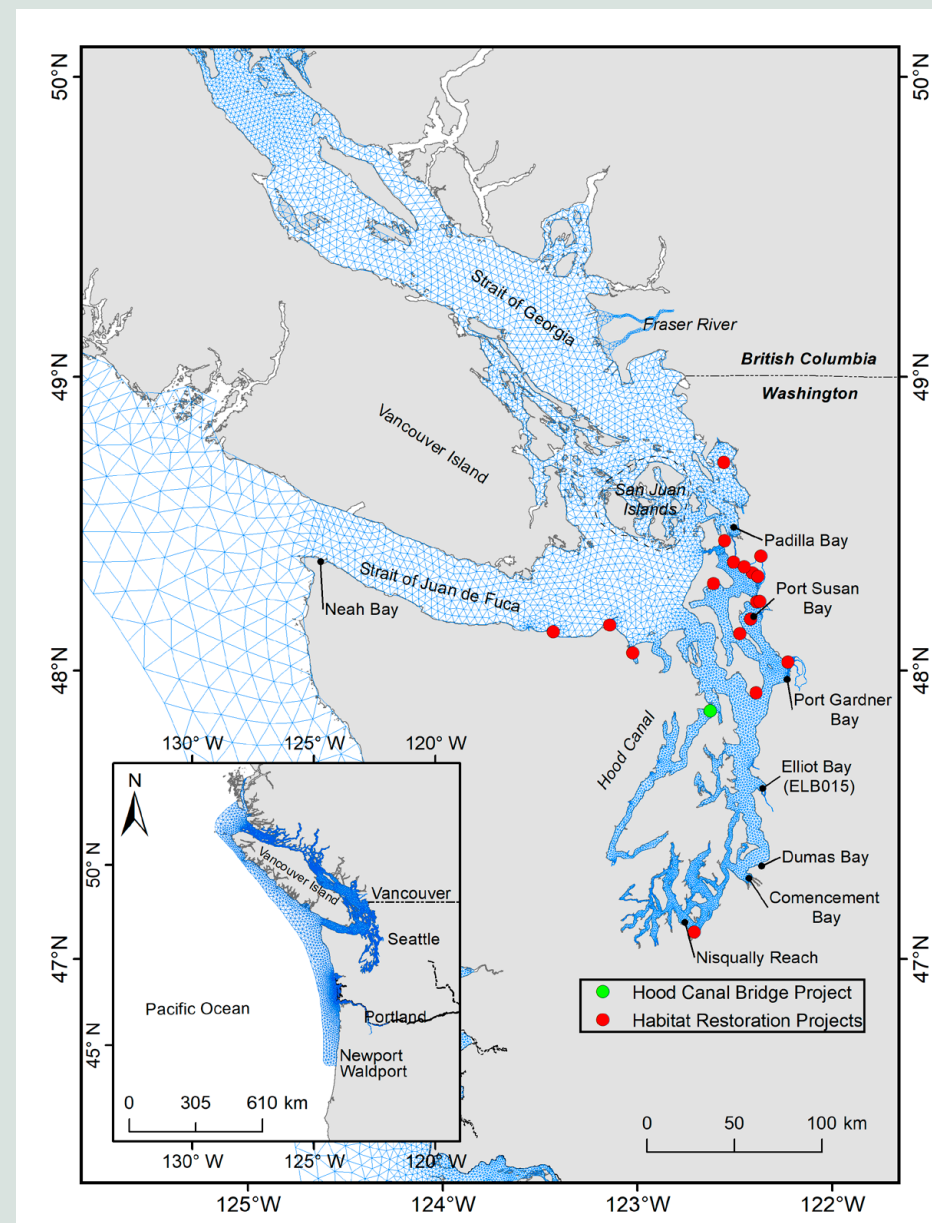 50°N
50°N
Strait of Georgia
Fraser River
British Columbia
49°N
49°N
Washington
Vancouver Island
San Juan
Islands
Padilla Bay
Strait of Juan de Fuca
Neah Bay
Port Susan
Bay
48°N
48°N
Port Gardner
Bay
Hood Canal
Elliot Bay
(ELB015)
Dumas Bay
Comencement
Bay
47°N
Nisqually Reach
Hood Canal Bridge Project
Habitat Restoration Projects
0 50 100 km
130° W 125° W 120° W
N
50° N
Vancouver Island
Vancouver
Seattle
Pacific Ocean
Portland
45° N
Newport
Waldport
0 305 610 km
130° W 125° W 120° W
47°N
125°W 124°W 123°W 122°W